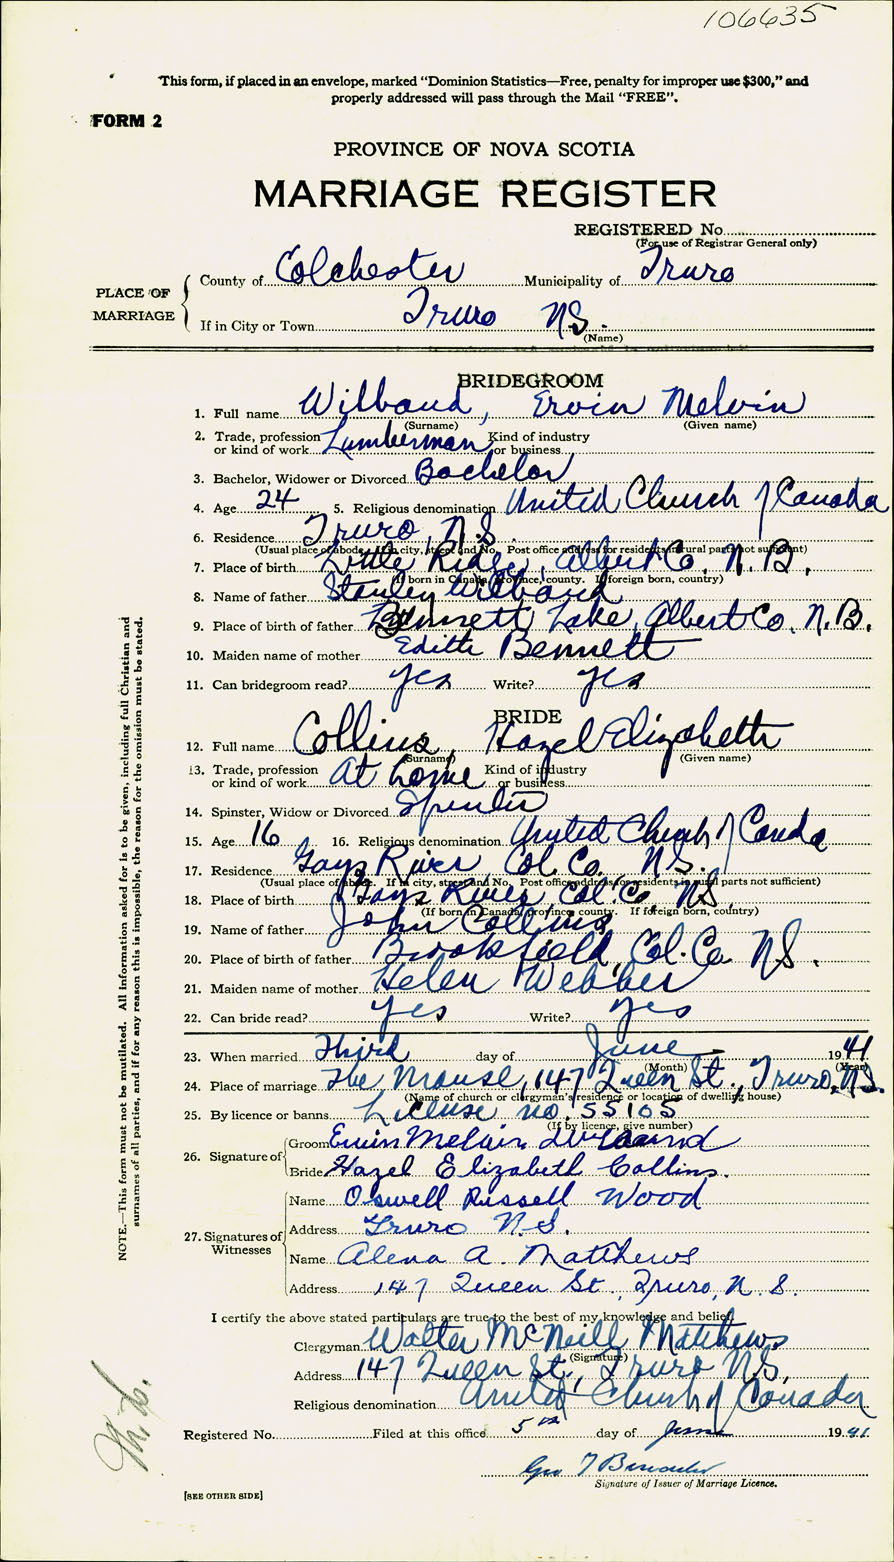 106635
"This form, if placed in an envelope, marked "Dominion Statistics—Free, penalty for improper use $300," and
properly addressed will pass through the Mail "FREE".
FORM 2
PROVINCE OF NOVA SCOTIA
MARRIAGE REGISTER
REGISTERED No.
(For use of Registrar General only)
PLACE OF MARRIAGE
County of Colchester Municipality of Truro
If in City or Town Truro N.S.
(Name)
BRIDEGROOM
1. Full name Wilbaud, Ervin Melvin
(Surname) (Given name)
2. Trade, profession or kind of work Lumberman Kind of industry or business
3. Bachelor, Widower or Divorced Bachelor
4. Age 24 5. Religious denomination United Church of Canada
6. Residence Truro, N.S.
(Usual place of abode. If in city, street and No. Post office address for residents in rural parts not sufficient)
7. Place of birth Little Ridge, Albert Co. N.B.
(If born in Canada, province, county. If foreign born, country)
8. Name of father Stanley Wilbaud
9. Place of birth of father Bennett Lake, Albert Co. N.B.
10. Maiden name of mother Edith Bennett
11. Can bridegroom read? yes Write? yes
BRIDE
12. Full name Collins, Hazel Elizabeth
(Surname) (Given name)
13. Trade, profession or kind of work At home Kind of industry or business
14. Spinster, Widow or Divorced Spinster
15. Age 16 16. Religious denomination United Church of Canada
17. Residence Gays River, Col. Co. N.S.
(Usual place of abode. If in city, street and No. Post office address for residents in rural parts not sufficient)
18. Place of birth Gays River, Col. Co. N.S.
(If born in Canada, province county. If foreign born, country)
19. Name of father John Collins
20. Place of birth of father Brookfield, Col. Co. N.S.
21. Maiden name of mother Helen Webber
22. Can bride read? yes Write? yes
23. When married Third day of June 1941
(Month) (Year)
24. Place of marriage The Manse, 147 Queen St., Truro, N.S.
(Name of church or clergyman's residence or location of dwelling house)
25. By licence or banns License no. 55105
(If by licence, give number)
26. Signature of
Groom Ervin Melvin
Bride Hazel Elizabeth Collins.
27. Signatures of Witnesses
Name Oswell Russell Wood
Address Truro N.S.
Name Alena A. Matthews
Address 147 Queen St., Truro, N.S.
I certify the above stated particulars are true to the best of my knowledge and belief.
Clergyman Walter McNeill Matthews
(Signature)
Address 147 Queen St., Truro N.S.
Religious denomination United Church of Canada
Registered No. Filed at this office 5th day of June 1941.
Geo T
Signature of Issuer of Marriage Licence.
[SEE OTHER SIDE]
NOTE.—This form must not be mutilated. All Information asked for is to be given, including full Christian and
surnames of all parties, and if for any reason this is impossible, the reason for the omission must be stated.